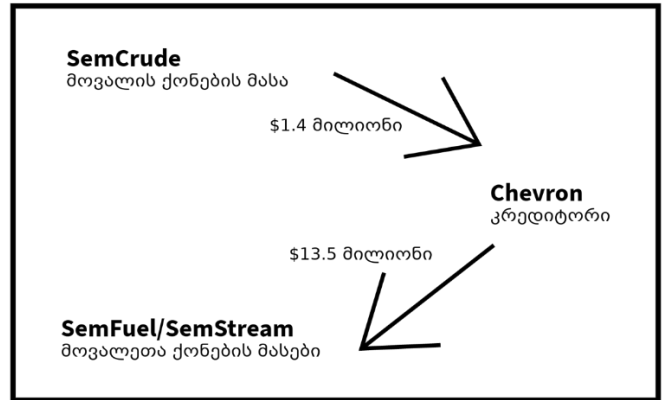 SemCrude
მოვალის ქონების მასა
$1.4 მილიონი
Chevron
კრედიტორი
$13.5 მილიონი
SemFuel/SemStream
მოვალეთა ქონების მასები